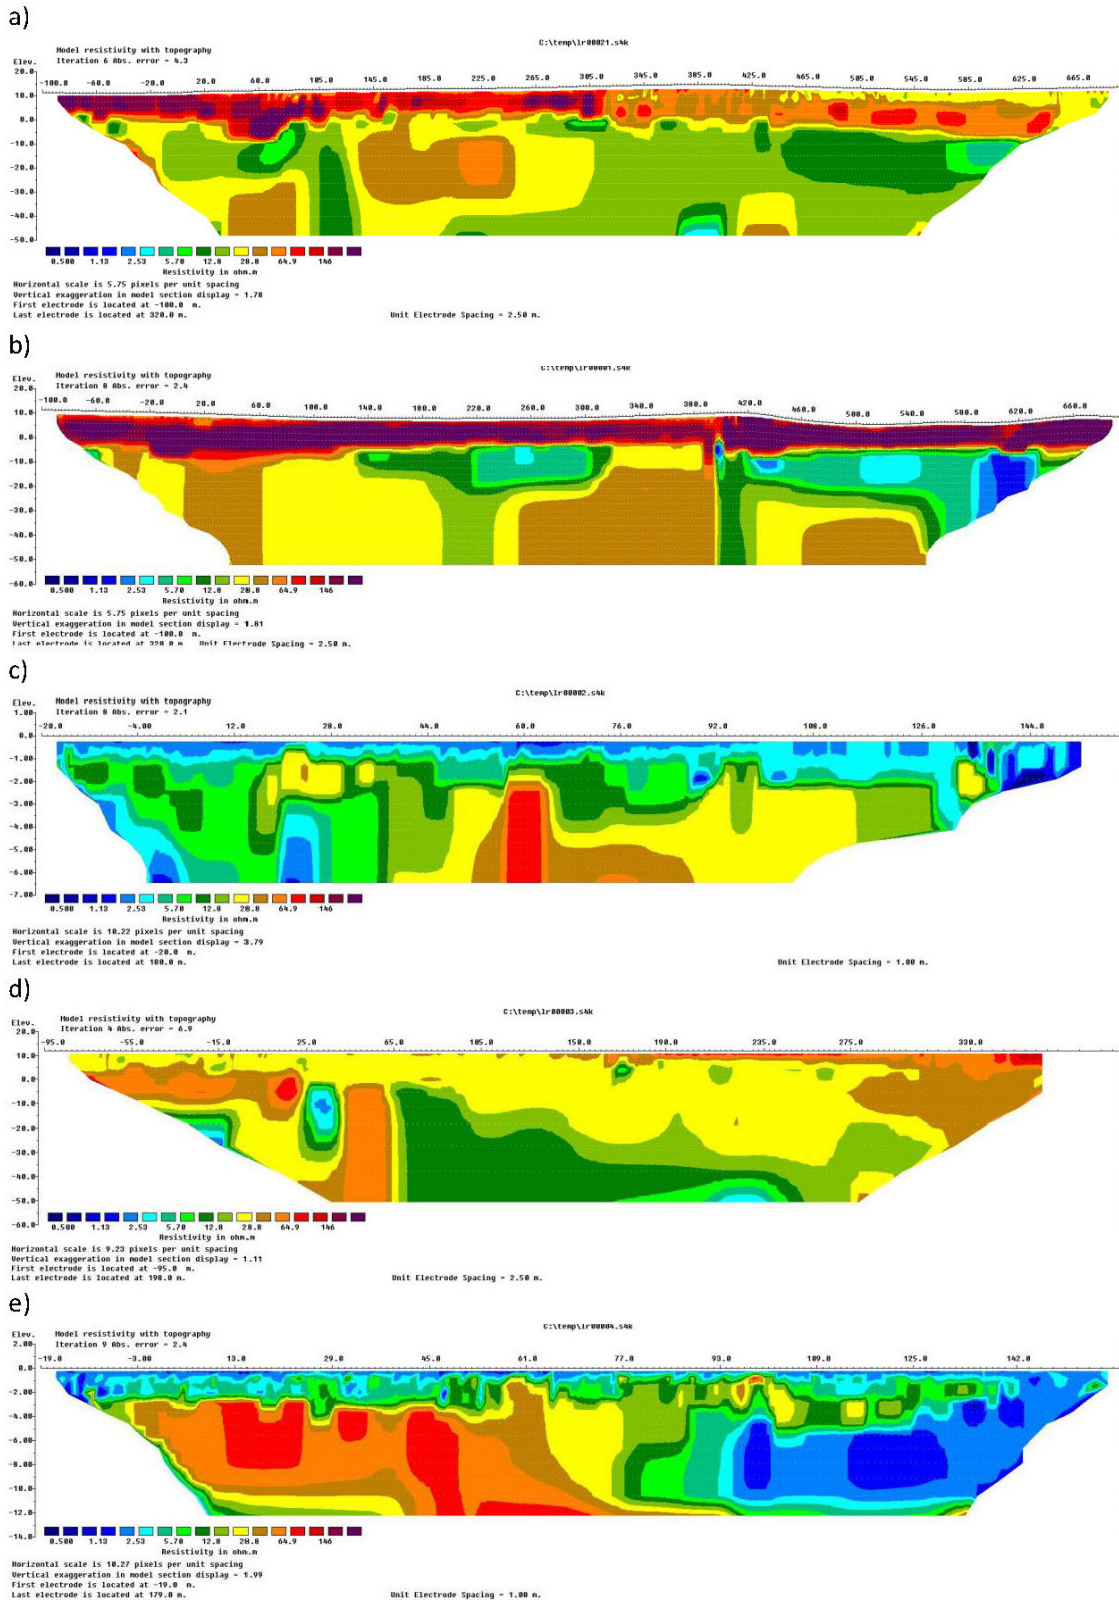 a)
C:\temp\lr00021.s4k
Model resistivity with topography
Elev. Iteration 6 Abs. error = 4.3
20.0 -100.0 -60.0 -20.0 20.0 60.0 105.0 145.0 185.0 225.0 265.0 305.0 345.0 385.0 425.0 465.0 505.0 545.0 585.0 625.0 665.0
10.0
0.0
-10.0
-20.0
-30.0
-40.0
-50.0
0.500 1.13 2.53 5.70 12.8 28.8 64.9 146
Resistivity in ohm.m
Horizontal scale is 5.75 pixels per unit spacing
Vertical exaggeration in model section display = 1.78
First electrode is located at -100.0 m.
Last electrode is located at 320.0 m. Unit Electrode Spacing = 2.50 m.
b)
C:\temp\lr00001.s4k
Model resistivity with topography
Elev. Iteration 8 Abs. error = 2.4
20.0 -100.0 -60.0 -20.0 20.0 60.0 100.0 140.0 180.0 220.0 260.0 300.0 340.0 380.0 420.0 460.0 500.0 540.0 580.0 620.0 660.0
10.0
0.0
-10.0
-20.0
-30.0
-40.0
-50.0
-60.0
0.500 1.13 2.53 5.70 12.8 28.8 64.9 146
Resistivity in ohm.m
Horizontal scale is 5.75 pixels per unit spacing
Vertical exaggeration in model section display = 1.81
First electrode is located at -100.0 m.
Last electrode is located at 320.0 m Unit Electrode Spacing = 2.50 m.
c)
C:\temp\lr00002.s4k
Model resistivity with topography
Elev. Iteration 8 Abs. error = 2.1
1.00 -20.0 -4.00 12.0 28.0 44.0 60.0 76.0 92.0 108.0 126.0 144.0
0.0
-1.00
-2.00
-3.00
-4.00
-5.00
-6.00
-7.00
0.500 1.13 2.53 5.70 12.8 28.8 64.9 146
Resistivity in ohm.m
Horizontal scale is 10.22 pixels per unit spacing
Vertical exaggeration in model section display = 3.79
First electrode is located at -20.0 m.
Last electrode is located at 180.0 m. Unit Electrode Spacing = 1.00 m.
d)
C:\temp\lr00003.s4k
Model resistivity with topography
Elev. Iteration 4 Abs. error = 6.9
20.0 -95.0 -55.0 -15.0 25.0 65.0 105.0 150.0 190.0 235.0 275.0 330.0
10.0
0.0
-10.0
-20.0
-30.0
-40.0
-50.0
-60.0
0.500 1.13 2.53 5.70 12.8 28.8 64.9 146
Resistivity in ohm.m
Horizontal scale is 9.23 pixels per unit spacing
Vertical exaggeration in model section display = 1.11
First electrode is located at -95.0 m.
Last electrode is located at 198.0 m. Unit Electrode Spacing = 2.50 m.
e)
C:\temp\lr00004.s4k
Model resistivity with topography
Elev. Iteration 9 Abs. error = 2.4
2.00 -19.0 -3.00 13.0 29.0 45.0 61.0 77.0 93.0 109.0 125.0 142.0
0.0
-2.00
-4.00
-6.00
-8.00
-10.0
-12.0
-14.0
0.500 1.13 2.53 5.70 12.8 28.8 64.9 146
Resistivity in ohm.m
Horizontal scale is 10.27 pixels per unit spacing
Vertical exaggeration in model section display = 1.99
First electrode is located at -19.0 m.
Last electrode is located at 179.0 m. Unit Electrode Spacing = 1.00 m.